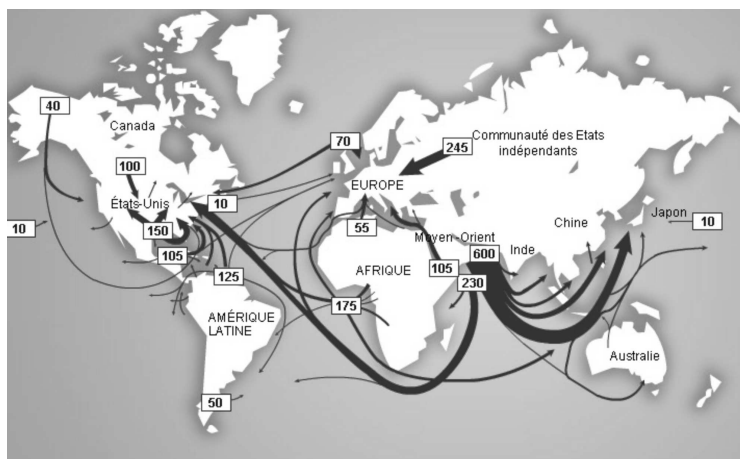 40
Canada
70
Communauté des Etats
indépendants
245
100
EUROPE
États-Unis
10
Chine
Japon
10
10
150
55
Moyen-Orient
Inde
600
105
125
AFRIQUE
105
230
175
AMÉRIQUE
LATINE
Australie
50